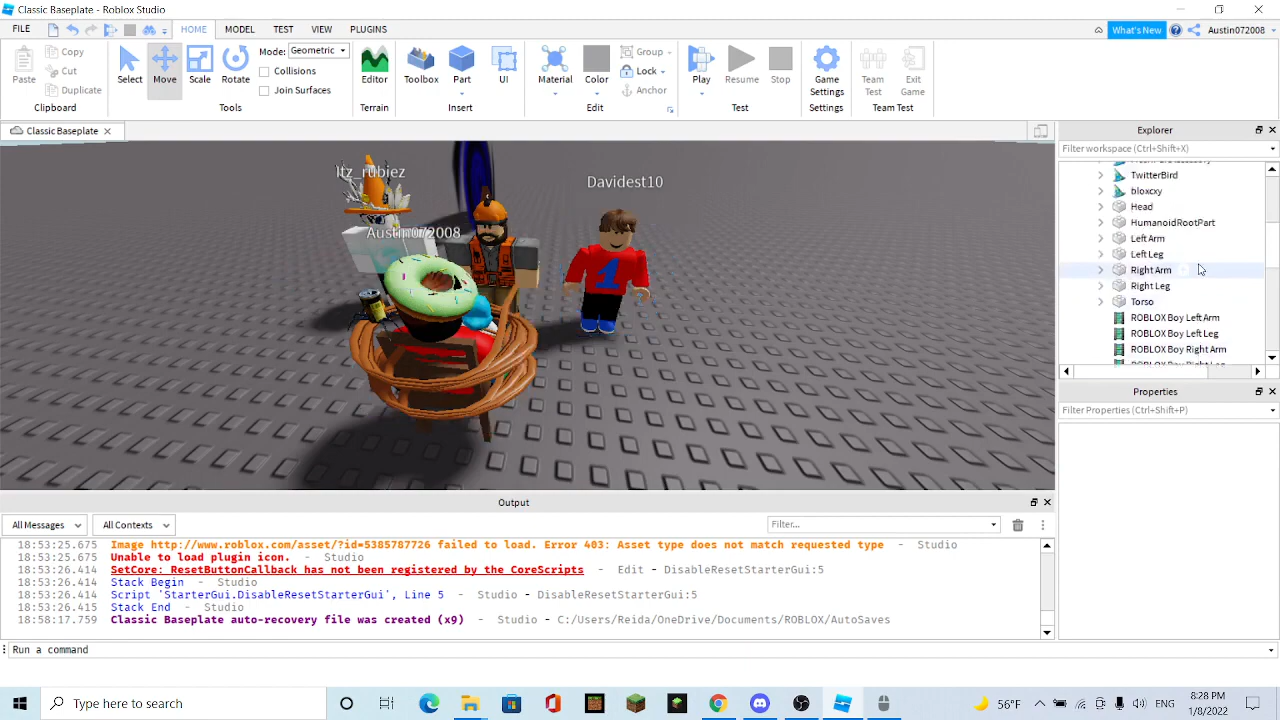 Classic Baseplate - Roblox Studio
FILE HOME MODEL TEST VIEW PLUGINS What's New Austin072008
Paste Copy Cut Duplicate Clipboard
Select Move Scale Rotate Mode: Geometric Collisions Join Surfaces Tools
Editor Terrain
Toolbox Part UI Insert
Material Color Group Lock Anchor Edit
Play Resume Stop Test
Game Settings Settings
Team Test Exit Game Team Test
Classic Baseplate
Itz_rubiez
Davidest10
Austin072008
1
Explorer
Filter workspace (Ctrl+Shift+X)
TwitterBird
bloxcxy
Head
HumanoidRootPart
Left Arm
Left Leg
Right Arm
Right Leg
Torso
ROBLOX Boy Left Arm
ROBLOX Boy Left Leg
ROBLOX Boy Right Arm
ROBLOX Boy Right Leg
Properties
Filter Properties (Ctrl+Shift+P)
Output
All Messages All Contexts Filter...
18:53:25.675 Image http://www.roblox.com/asset/?id=5385787726 failed to load. Error 403: Asset type does not match requested type - Studio
18:53:25.675 Unable to load plugin icon. - Studio
18:53:26.414 SetCore: ResetButtonCallback has not been registered by the CoreScripts - Edit - DisableResetStarterGui:5
18:53:26.414 Stack Begin - Studio
18:53:26.414 Script 'StarterGui.DisableResetStarterGui', Line 5 - Studio - DisableResetStarterGui:5
18:53:26.415 Stack End - Studio
18:58:17.759 Classic Baseplate auto-recovery file was created (x9) - Studio - C:/Users/Reida/OneDrive/Documents/ROBLOX/AutoSaves
Run a command
Type here to search
56°F
8:28 PM
1/8/2022